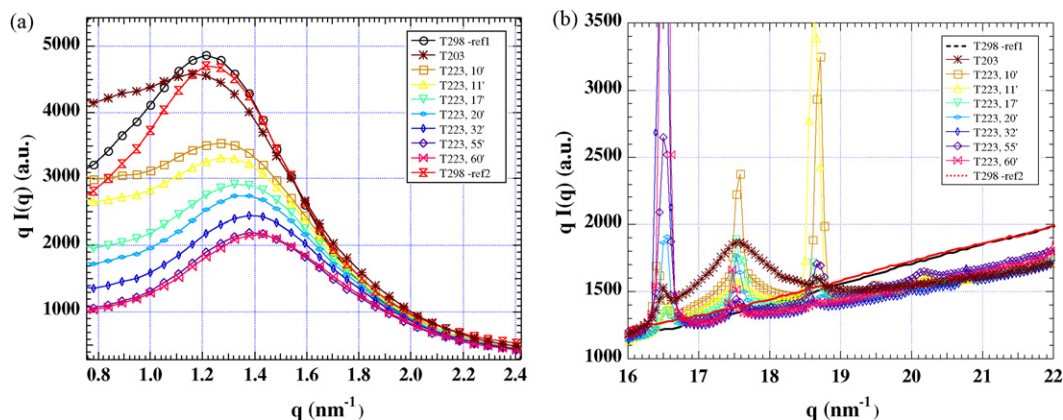 (a)
5000
4000
3000
2000
1000
q I(q) (a.u.)
0.8 1.0 1.2 1.4 1.6 1.8 2.0 2.2 2.4
q (nm-1)
T298 -ref1
T203
T223, 10'
T223, 11'
T223, 17'
T223, 20'
T223, 32'
T223, 55'
T223, 60'
T298 -ref2
(b)
3500
3000
2500
2000
1500
1000
q I(q) (a.u.)
16 17 18 19 20 21 22
q (nm-1)
T298 -ref1
T203
T223, 10'
T223, 11'
T223, 17'
T223, 20'
T223, 32'
T223, 55'
T223, 60'
T298 -ref2